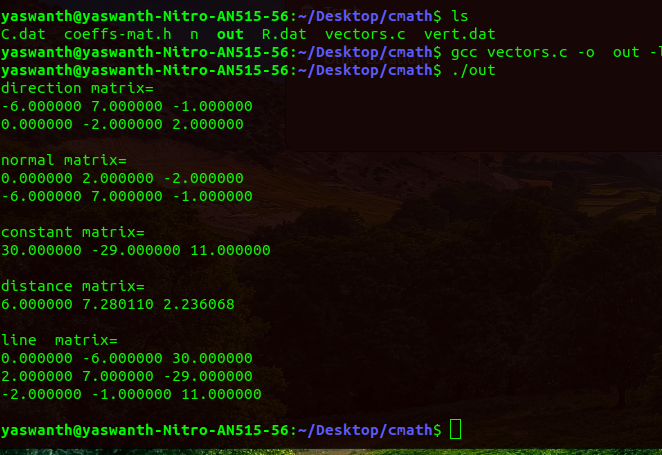 yaswanth@yaswanth-Nitro-AN515-56:~/Desktop/cmath$ ls
C.dat  coeffs-mat.h  n  out  R.dat  vectors.c  vert.dat
yaswanth@yaswanth-Nitro-AN515-56:~/Desktop/cmath$ gcc vectors.c -o  out -l
yaswanth@yaswanth-Nitro-AN515-56:~/Desktop/cmath$ ./out
direction matrix=
-6.000000 7.000000 -1.000000
0.000000 -2.000000 2.000000
normal matrix=
0.000000 2.000000 -2.000000
-6.000000 7.000000 -1.000000
constant matrix=
30.000000 -29.000000 11.000000
distance matrix=
6.000000 7.280110 2.236068
line  matrix=
0.000000 -6.000000 30.000000
2.000000 7.000000 -29.000000
-2.000000 -1.000000 11.000000
yaswanth@yaswanth-Nitro-AN515-56:~/Desktop/cmath$